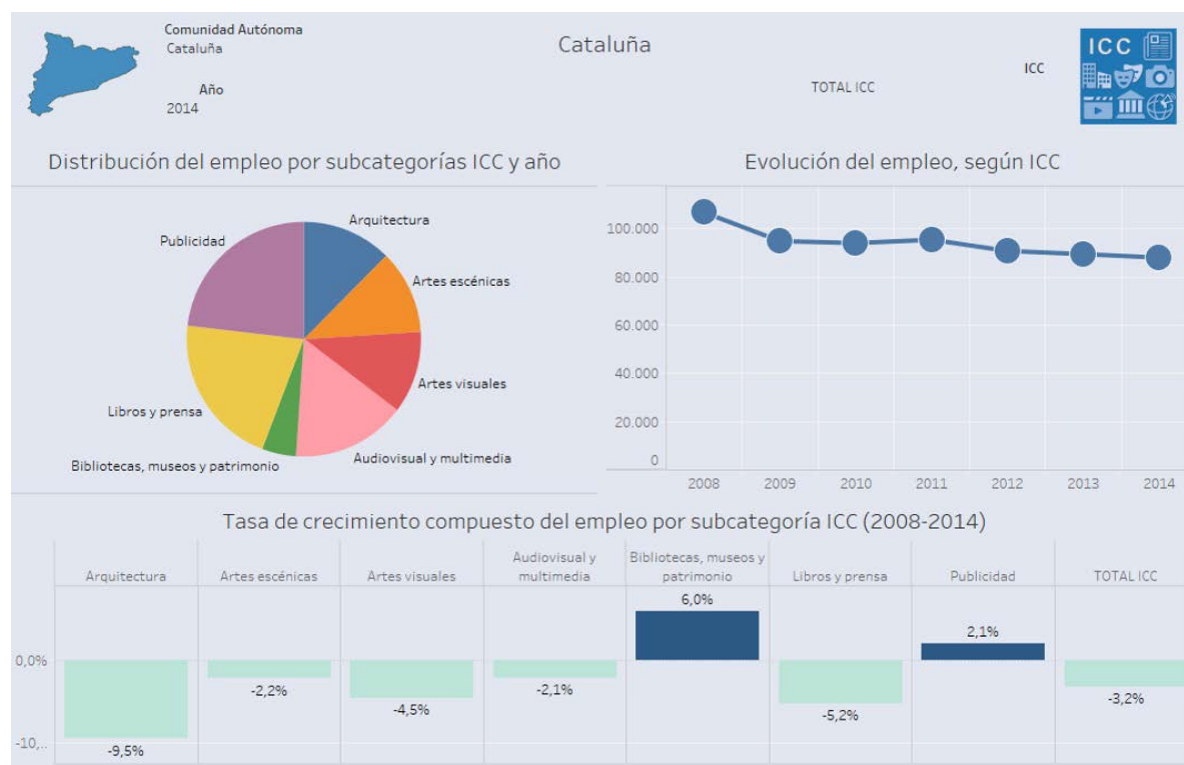 Comunidad Autónoma
Cataluña
Año
2014
Cataluña
ICC
TOTAL ICC
ICC
Distribución del empleo por subcategorías ICC y año
Arquitectura
Publicidad
Artes escénicas
Artes visuales
Libros y prensa
Audiovisual y multimedia
Bibliotecas, museos y patrimonio
Evolución del empleo, según ICC
100.000
80.000
60.000
40.000
20.000
0
2008 2009 2010 2011 2012 2013 2014
Tasa de crecimiento compuesto del empleo por subcategoría ICC (2008-2014)
Arquitectura
Artes escénicas
Artes visuales
Audiovisual y
multimedia
Bibliotecas, museos y
patrimonio
Libros y prensa
Publicidad
TOTAL ICC
6,0%
2,1%
0,0%
-2,2%
-2,1%
-4,5%
-3,2%
-5,2%
-10,..
-9,5%